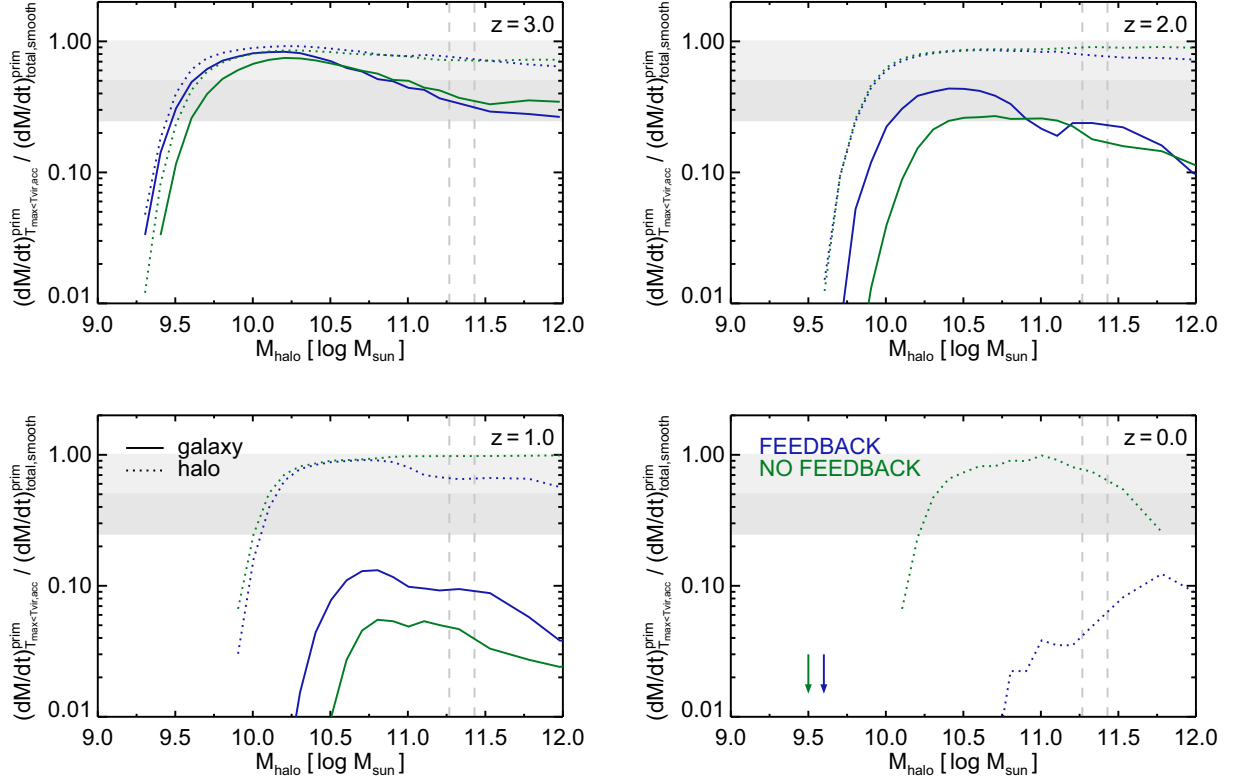 z = 3.0
(dM/dt)^prim_Tmax<Tvir,acc / (dM/dt)^prim_total,smooth
1.00
0.10
0.01
9.0 9.5 10.0 10.5 11.0 11.5 12.0
M_halo [ log M_sun ]
z = 2.0
(dM/dt)^prim_Tmax<Tvir,acc / (dM/dt)^prim_total,smooth
1.00
0.10
0.01
9.0 9.5 10.0 10.5 11.0 11.5 12.0
M_halo [ log M_sun ]
z = 1.0
galaxy
halo
(dM/dt)^prim_Tmax<Tvir,acc / (dM/dt)^prim_total,smooth
1.00
0.10
0.01
9.0 9.5 10.0 10.5 11.0 11.5 12.0
M_halo [ log M_sun ]
z = 0.0
FEEDBACK
NO FEEDBACK
(dM/dt)^prim_Tmax<Tvir,acc / (dM/dt)^prim_total,smooth
1.00
0.10
0.01
9.0 9.5 10.0 10.5 11.0 11.5 12.0
M_halo [ log M_sun ]